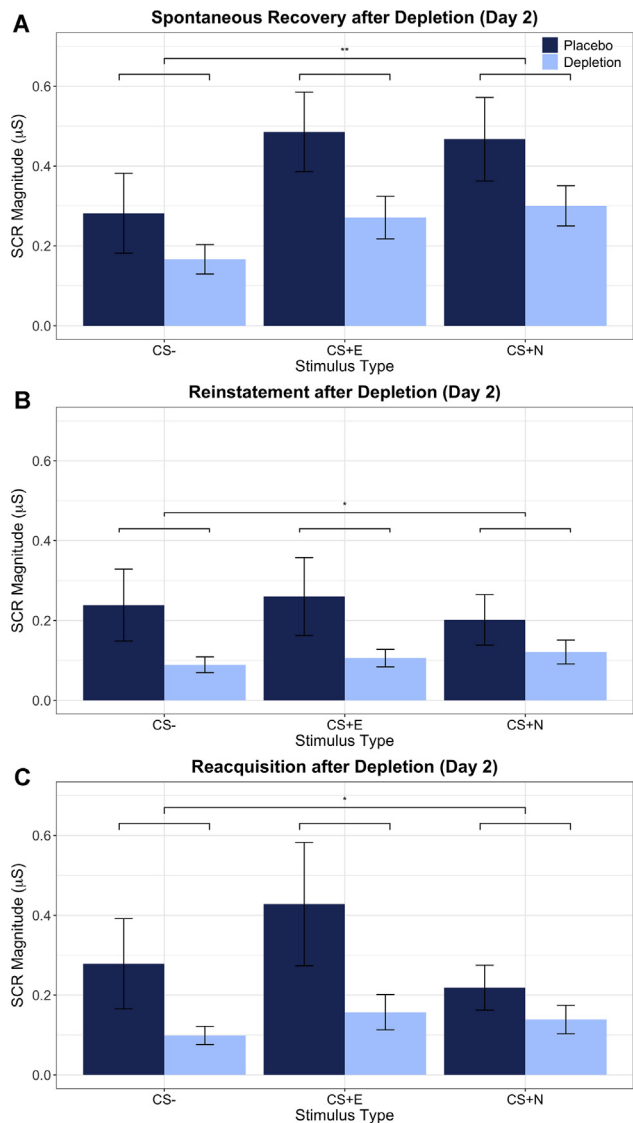 A
Spontaneous Recovery after Depletion (Day 2)
Placebo
Depletion
**
SCR Magnitude (μS)
0.6
0.4
0.2
0.0
CS-
CS+E
CS+N
Stimulus Type
B
Reinstatement after Depletion (Day 2)
*
SCR Magnitude (μS)
0.6
0.4
0.2
0.0
CS-
CS+E
CS+N
Stimulus Type
C
Reacquisition after Depletion (Day 2)
*
SCR Magnitude (μS)
0.6
0.4
0.2
0.0
CS-
CS+E
CS+N
Stimulus Type